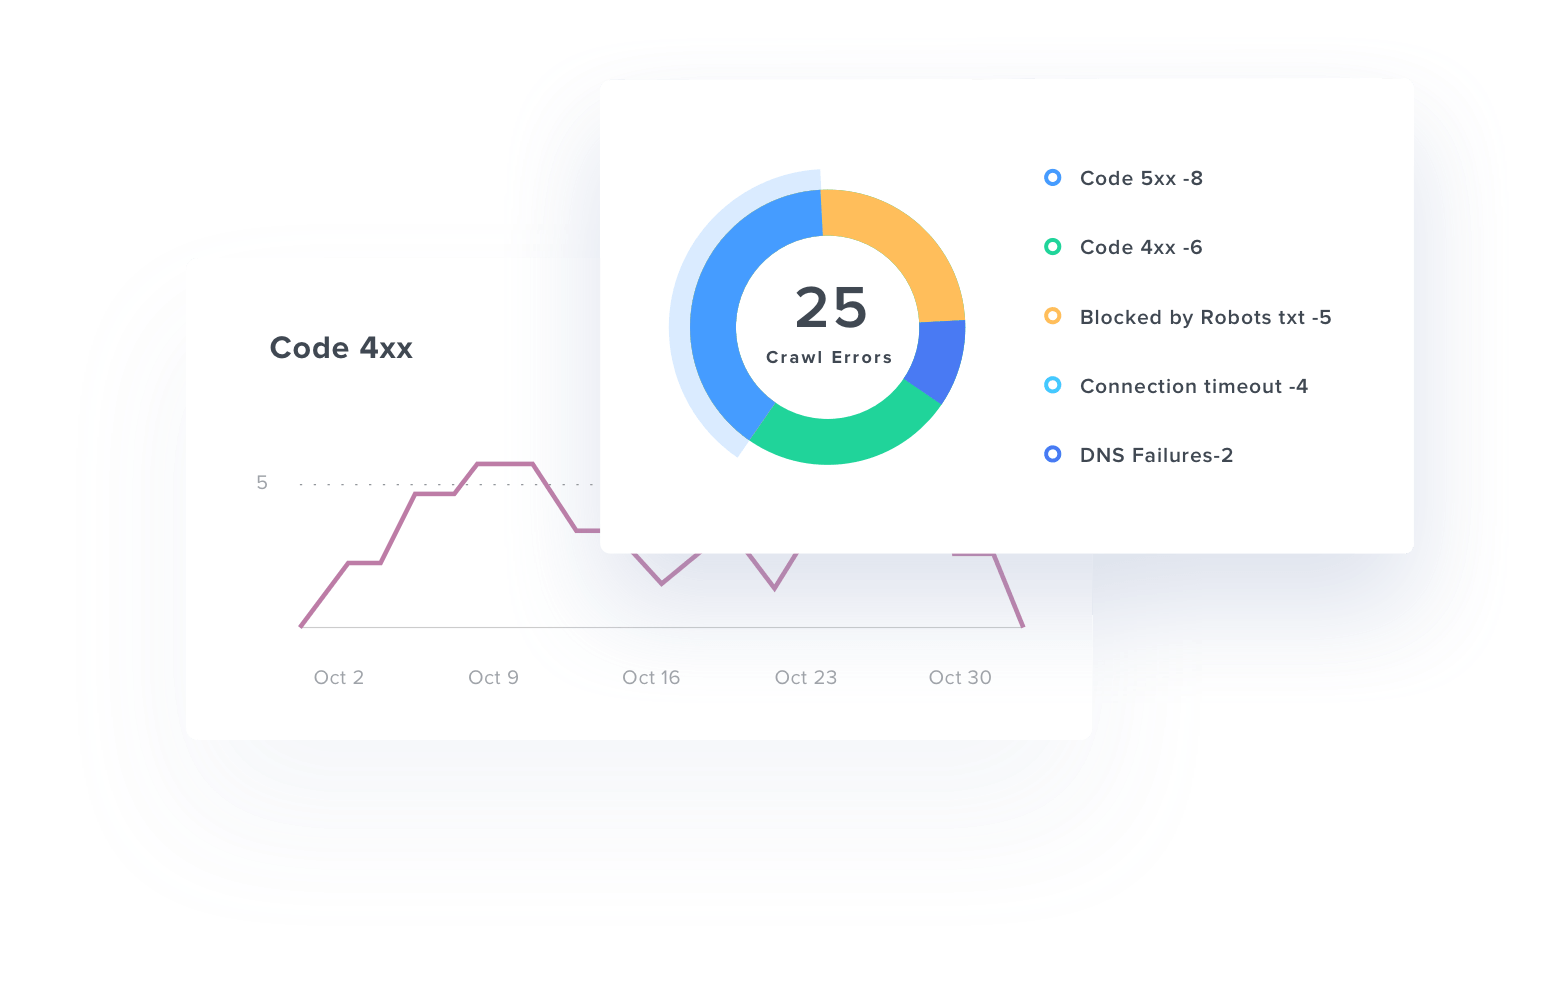 Code 5xx -8
Code 4xx -6
Blocked by Robots txt -5
Connection timeout -4
DNS Failures-2
25
Crawl Errors
Code 4xx
5
Oct 2
Oct 9
Oct 16
Oct 23
Oct 30